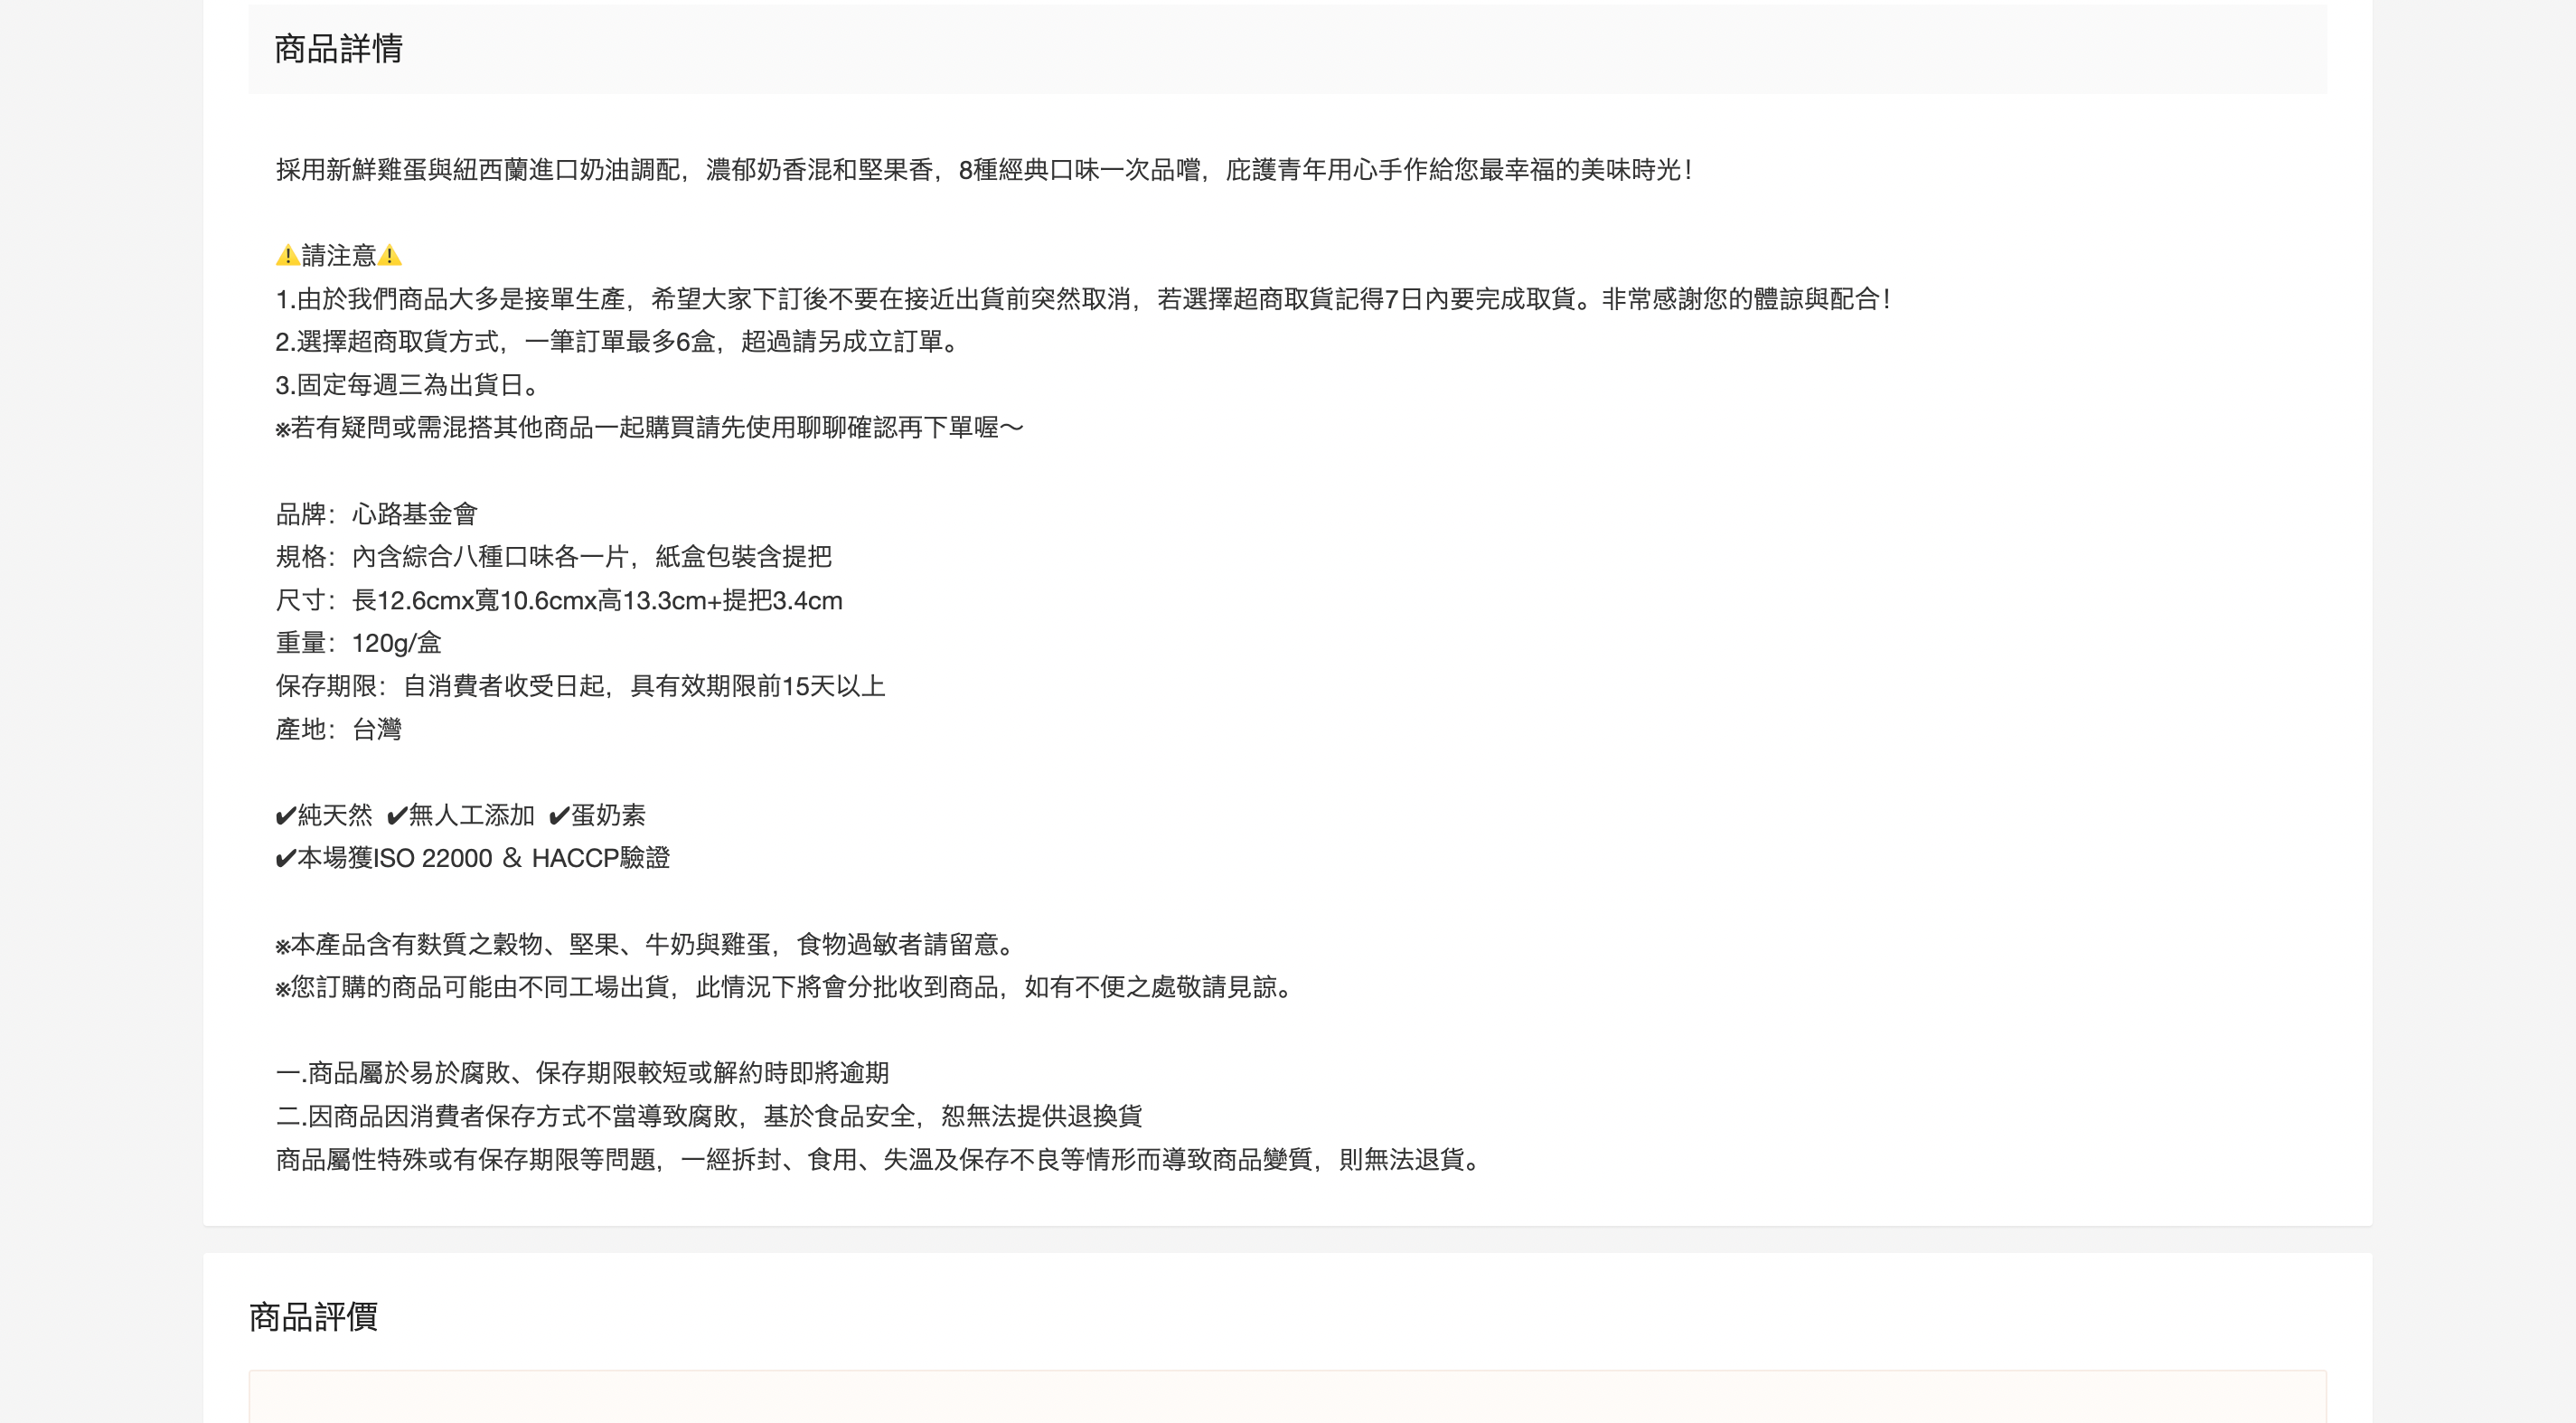 商品詳情
採用新鮮雞蛋與紐西蘭進口奶油調配，濃郁奶香混和堅果香，8種經典口味一次品嚐，庇護青年用心手作給您最幸福的美味時光！
⚠️請注意⚠️
1.由於我們商品大多是接單生產，希望大家下訂後不要在接近出貨前突然取消，若選擇超商取貨記得7日內要完成取貨。非常感謝您的體諒與配合！
2.選擇超商取貨方式，一筆訂單最多6盒，超過請另成立訂單。
3.固定每週三為出貨日。
※若有疑問或需混搭其他商品一起購買請先使用聊聊確認再下單喔～
品牌：心路基金會
規格：內含綜合八種口味各一片，紙盒包裝含提把
尺寸：長12.6cmx寬10.6cmx高13.3cm+提把3.4cm
重量：120g/盒
保存期限：自消費者收受日起，具有效期限前15天以上
產地：台灣
✔純天然 ✔無人工添加 ✔蛋奶素
✔本場獲ISO 22000 ＆ HACCP驗證
※本產品含有麩質之穀物、堅果、牛奶與雞蛋，食物過敏者請留意。
※您訂購的商品可能由不同工場出貨，此情況下將會分批收到商品，如有不便之處敬請見諒。
一.商品屬於易於腐敗、保存期限較短或解約時即將逾期
二.因商品因消費者保存方式不當導致腐敗，基於食品安全，恕無法提供退換貨
商品屬性特殊或有保存期限等問題，一經拆封、食用、失溫及保存不良等情形而導致商品變質，則無法退貨。
商品評價